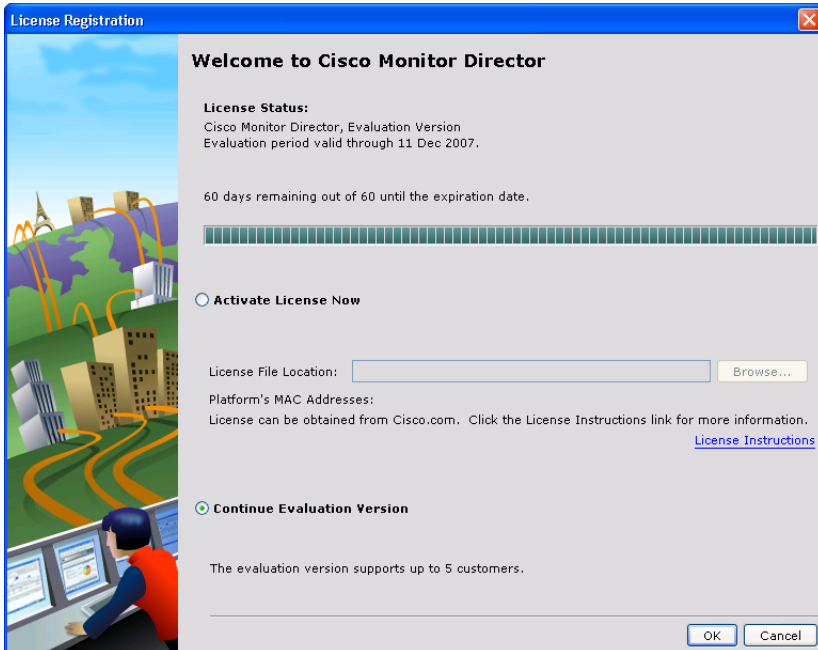 License Registration
Welcome to Cisco Monitor Director
License Status:
Cisco Monitor Director, Evaluation Version
Evaluation period valid through 11 Dec 2007.
60 days remaining out of 60 until the expiration date.
Activate License Now
License File Location:
Browse...
Platform's MAC Addresses:
License can be obtained from Cisco.com. Click the License Instructions link for more information.
License Instructions
Continue Evaluation Version
The evaluation version supports up to 5 customers.
OK
Cancel